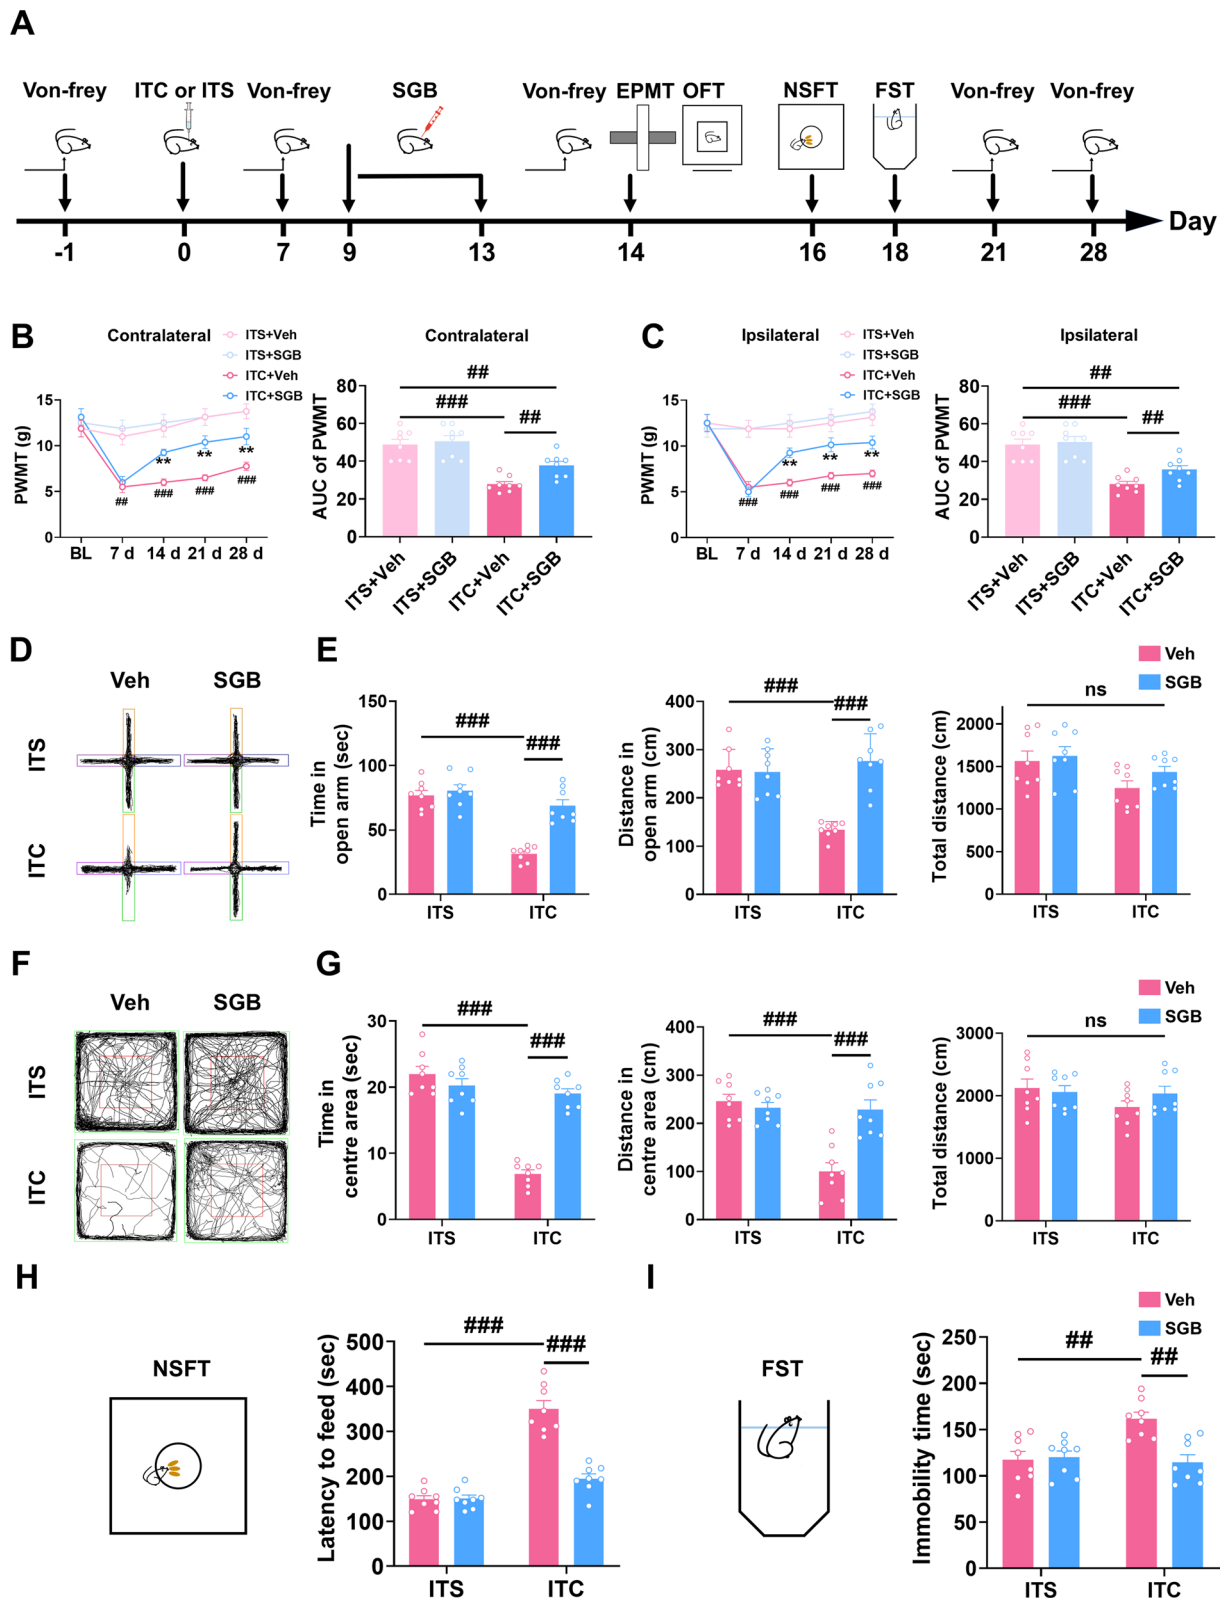 A
Von-frey ITC or ITS Von-frey SGB Von-frey EPMT OFT NSFT FST Von-frey Von-frey
Day
-1 0 7 9 13 14 16 18 21 28
B
Contralateral
ITS+Veh
ITS+SGB
ITC+Veh
ITC+SGB
PWMT (g)
15
10
5
0
** ** **
## ### ### ###
BL 7 d 14 d 21 d 28 d
Contralateral
AUC of PWMT
80
60
40
20
0
##
### ##
ITS+Veh ITS+SGB ITC+Veh ITC+SGB
C
Ipsilateral
ITS+Veh
ITS+SGB
ITC+Veh
ITC+SGB
PWMT (g)
15
10
5
0
** ** **
### ### ### ###
BL 7 d 14 d 21 d 28 d
Ipsilateral
AUC of PWMT
80
60
40
20
0
##
### ##
ITS+Veh ITS+SGB ITC+Veh ITC+SGB
D
Veh SGB
ITS
ITC
E
Veh
SGB
Time in
open arm (sec)
150
100
50
0
### ###
ITS ITC
Distance in
open arm (cm)
400
300
200
100
0
### ###
ITS ITC
Total distance (cm)
2000
1500
1000
500
0
ns
ITS ITC
F
Veh SGB
ITS
ITC
G
Veh
SGB
Time in
centre area (sec)
30
20
10
0
### ###
ITS ITC
Distance in
centre area (cm)
400
300
200
100
0
### ###
ITS ITC
Total distance (cm)
3000
2000
1000
0
ns
ITS ITC
H
NSFT
Latency to feed (sec)
500
400
300
200
100
0
### ###
ITS ITC
I
FST
Veh
SGB
Immobility time (sec)
250
200
150
100
50
0
## ##
ITS ITC